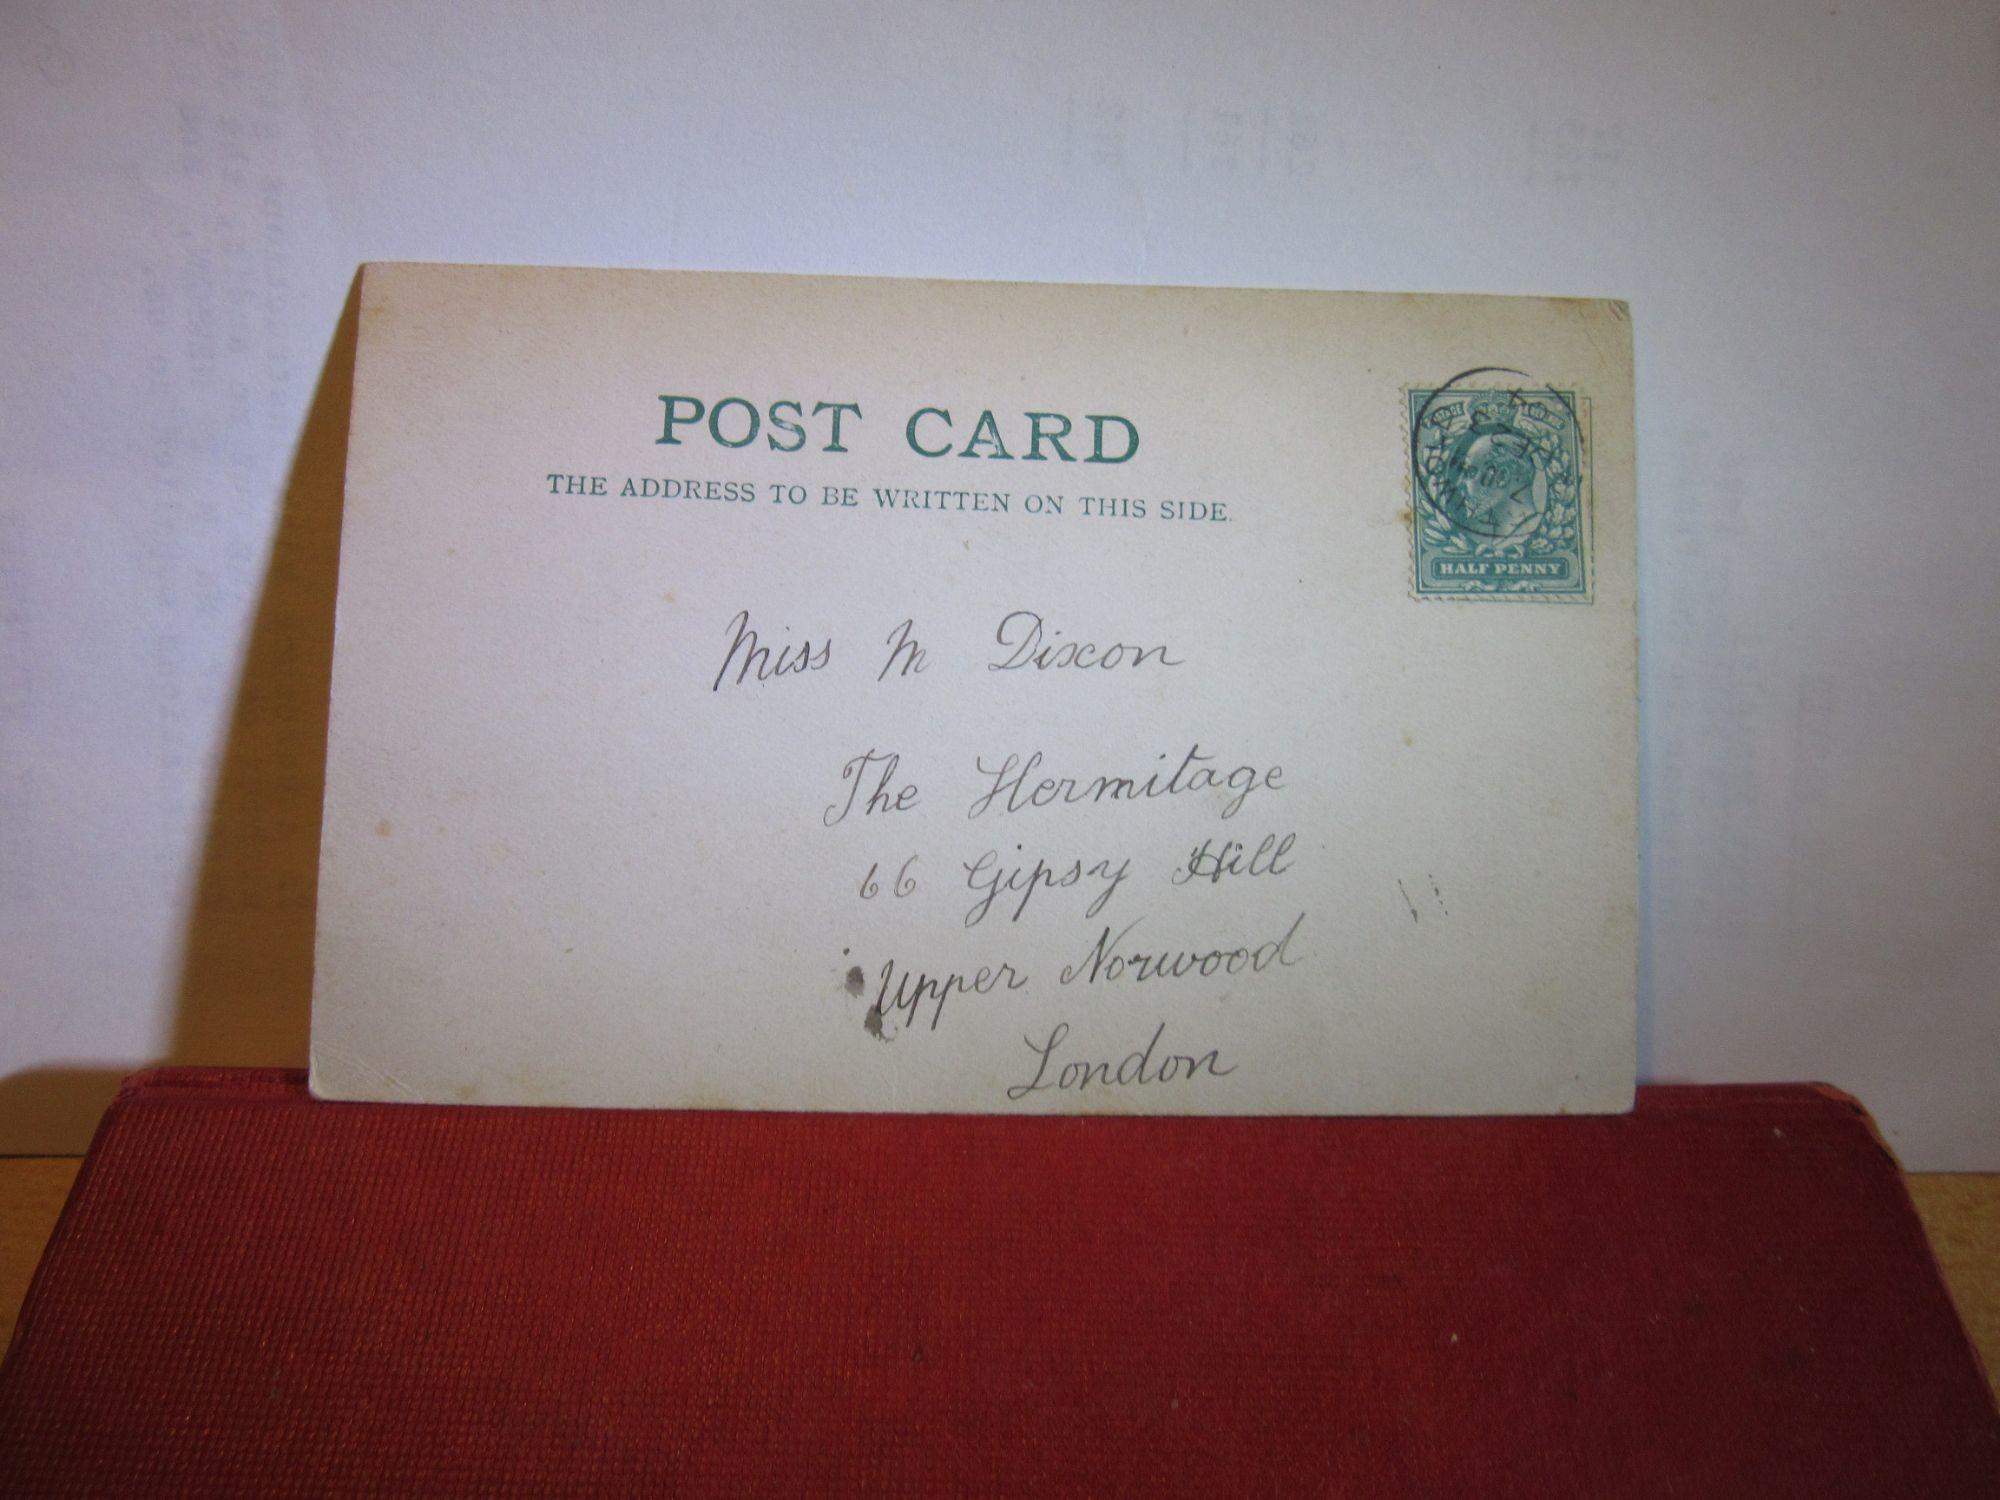 POST CARD
THE ADDRESS TO BE WRITTEN ON THIS SIDE.
HALF PENNY
Miss M Dixon
The Hermitage
66 Gipsy Hill
Upper Norwood
London